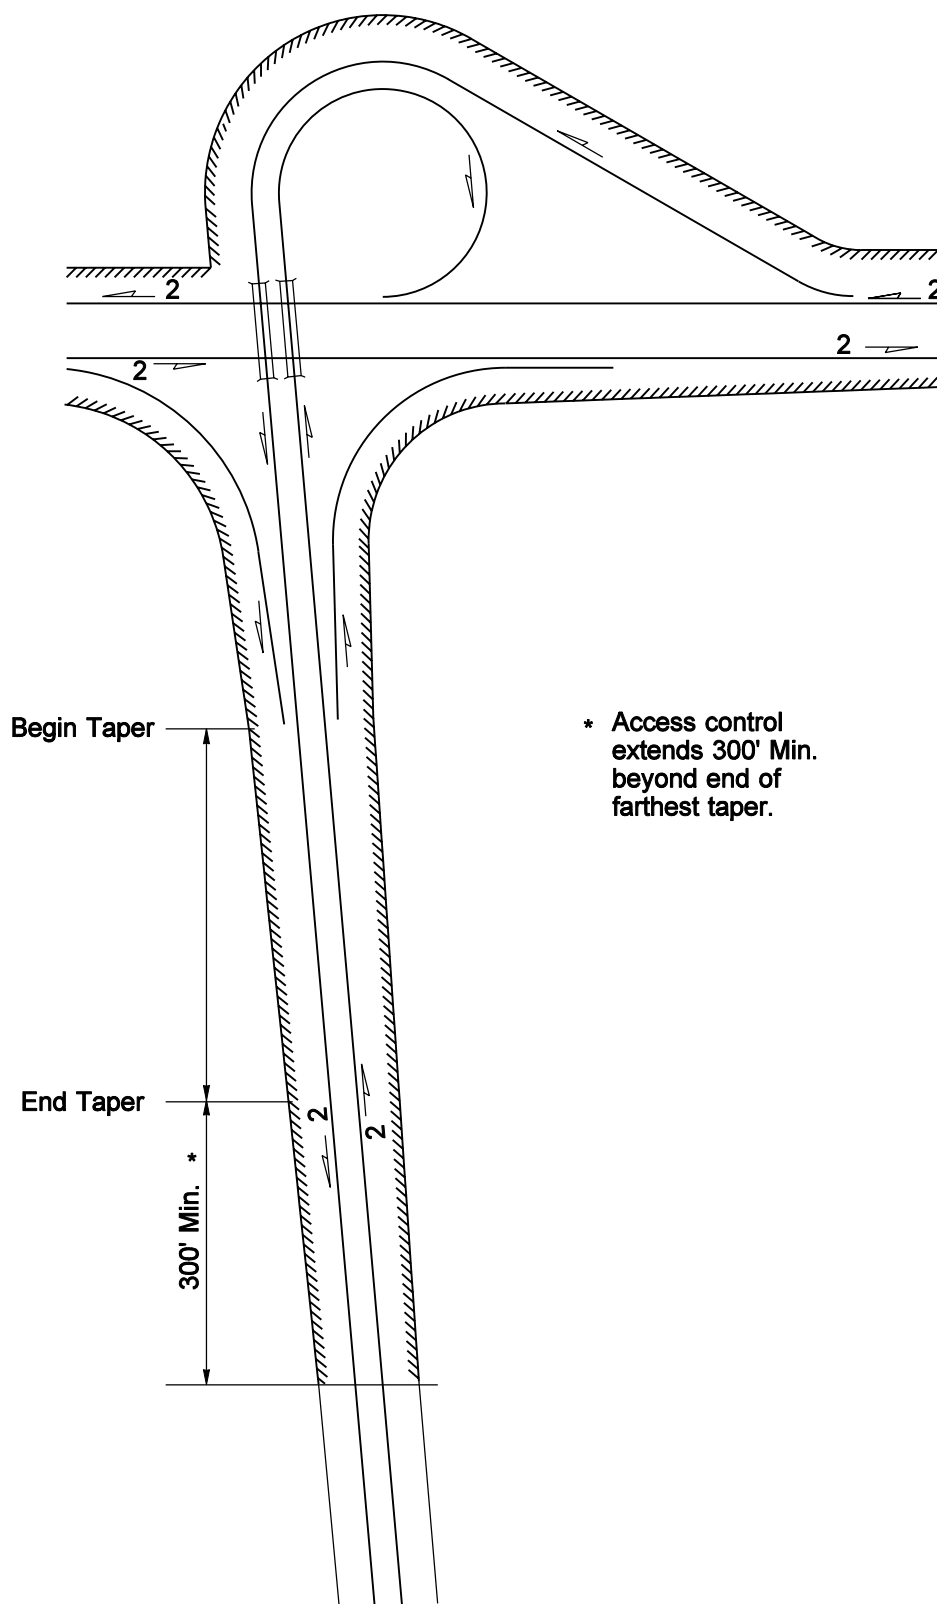 2
2
2
2
Begin Taper
* Access control
extends 300' Min.
beyond end of
farthest taper.
End Taper
2
2
300' Min. *